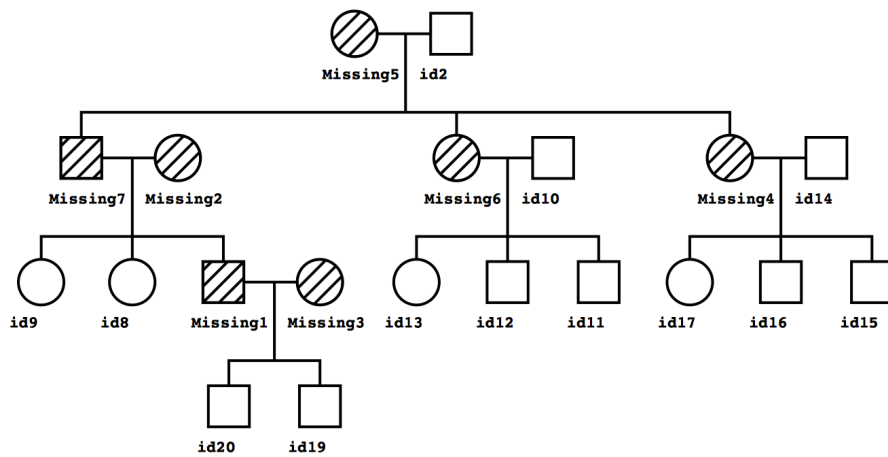 Missing5 id2
Missing7 Missing2 Missing6 id10 Missing4 id14
id9 id8 Missing1 Missing3 id13 id12 id11 id17 id16 id15
id20 id19